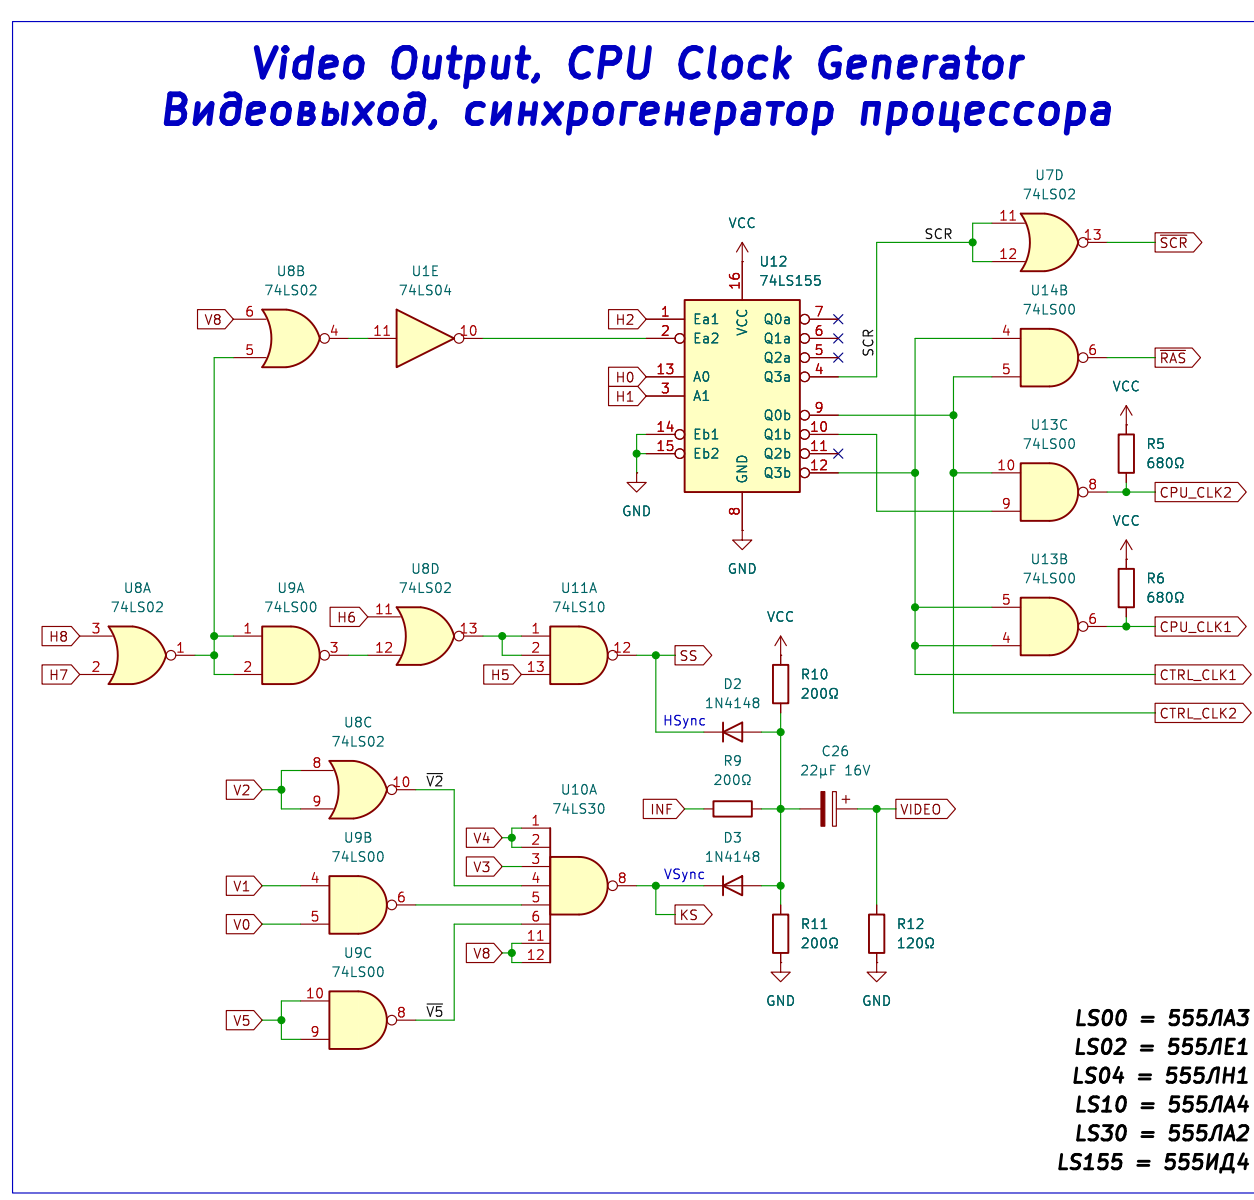 Video Output, CPU Clock Generator
Видеовыход, синхрогенератор процессора
U7D
74LS02
11
12
13
SCR
SCR
SCR
VCC
U12
74LS155
16
VCC
GND
8
GND
H2
1
Ea1
2
Ea2
H0
13
A0
H1
3
A1
14
Eb1
15
Eb2
GND
Q0a
7
Q1a
6
Q2a
5
Q3a
4
Q0b
9
Q1b
10
Q2b
11
Q3b
12
U8B
74LS02
V8
6
5
4
U1E
74LS04
11
10
U14B
74LS00
4
5
6
RAS
U13C
74LS00
10
9
8
VCC
R5
680Ω
CPU_CLK2
U13B
74LS00
5
4
6
VCC
R6
680Ω
CPU_CLK1
CTRL_CLK1
CTRL_CLK2
U8A
74LS02
H8
3
H7
2
1
U9A
74LS00
1
2
3
U8D
74LS02
H6
11
12
13
U11A
74LS10
1
2
H5
13
12
SS
HSync
D2
1N4148
VCC
R10
200Ω
R9
200Ω
INF
C26
22µF 16V
+
VIDEO
U8C
74LS02
V2
8
9
10
V2
U9B
74LS00
V1
4
V0
5
6
U9C
74LS00
V5
10
9
8
V5
U10A
74LS30
V4
1
2
V3
3
4
5
6
V8
11
12
8
VSync
KS
D3
1N4148
R11
200Ω
GND
R12
120Ω
GND
LS00 = 555ЛА3
LS02 = 555ЛЕ1
LS04 = 555ЛН1
LS10 = 555ЛА4
LS30 = 555ЛА2
LS155 = 555ИД4